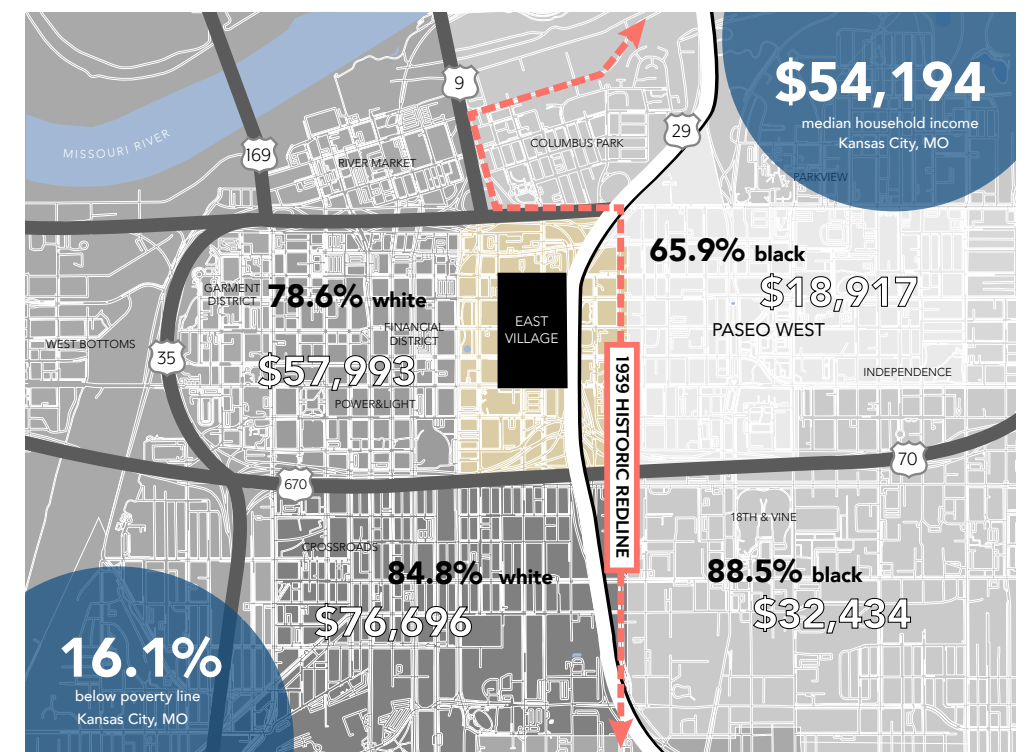 $54,194
median household income
Kansas City, MO
9
29
169
MISSOURI RIVER
RIVER MARKET
COLUMBUS PARK
PARKVIEW
65.9% black
$18,917
PASEO WEST
GARMENT
DISTRICT
78.6% white
FINANCIAL
DISTRICT
EAST
VILLAGE
WEST BOTTOMS
35
$57,993
POWER&LIGHT
INDEPENDENCE
1939 HISTORIC REDLINE
70
670
18TH & VINE
CROSSROADS
84.8% white
$76,696
88.5% black
$32,434
16.1%
below poverty line
Kansas City, MO